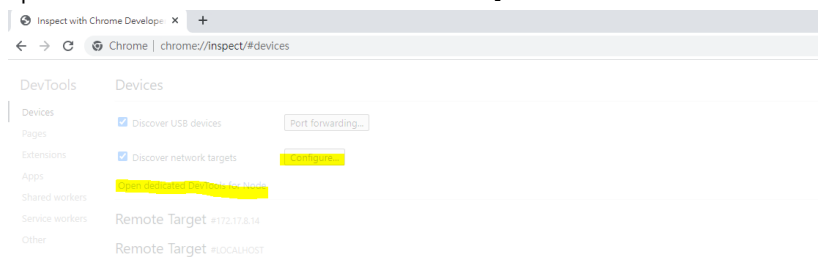 Inspect with Chrome Develope
Chrome | chrome://inspect/#devices
DevTools
Devices
Devices
Discover USB devices
Port forwarding...
Pages
Extensions
Discover network targets
Configure...
Apps
Open dedicated DevTools for Node
Shared workers
Service workers
Remote Target #172.17.8.14
Other
Remote Target #LOCALHOST